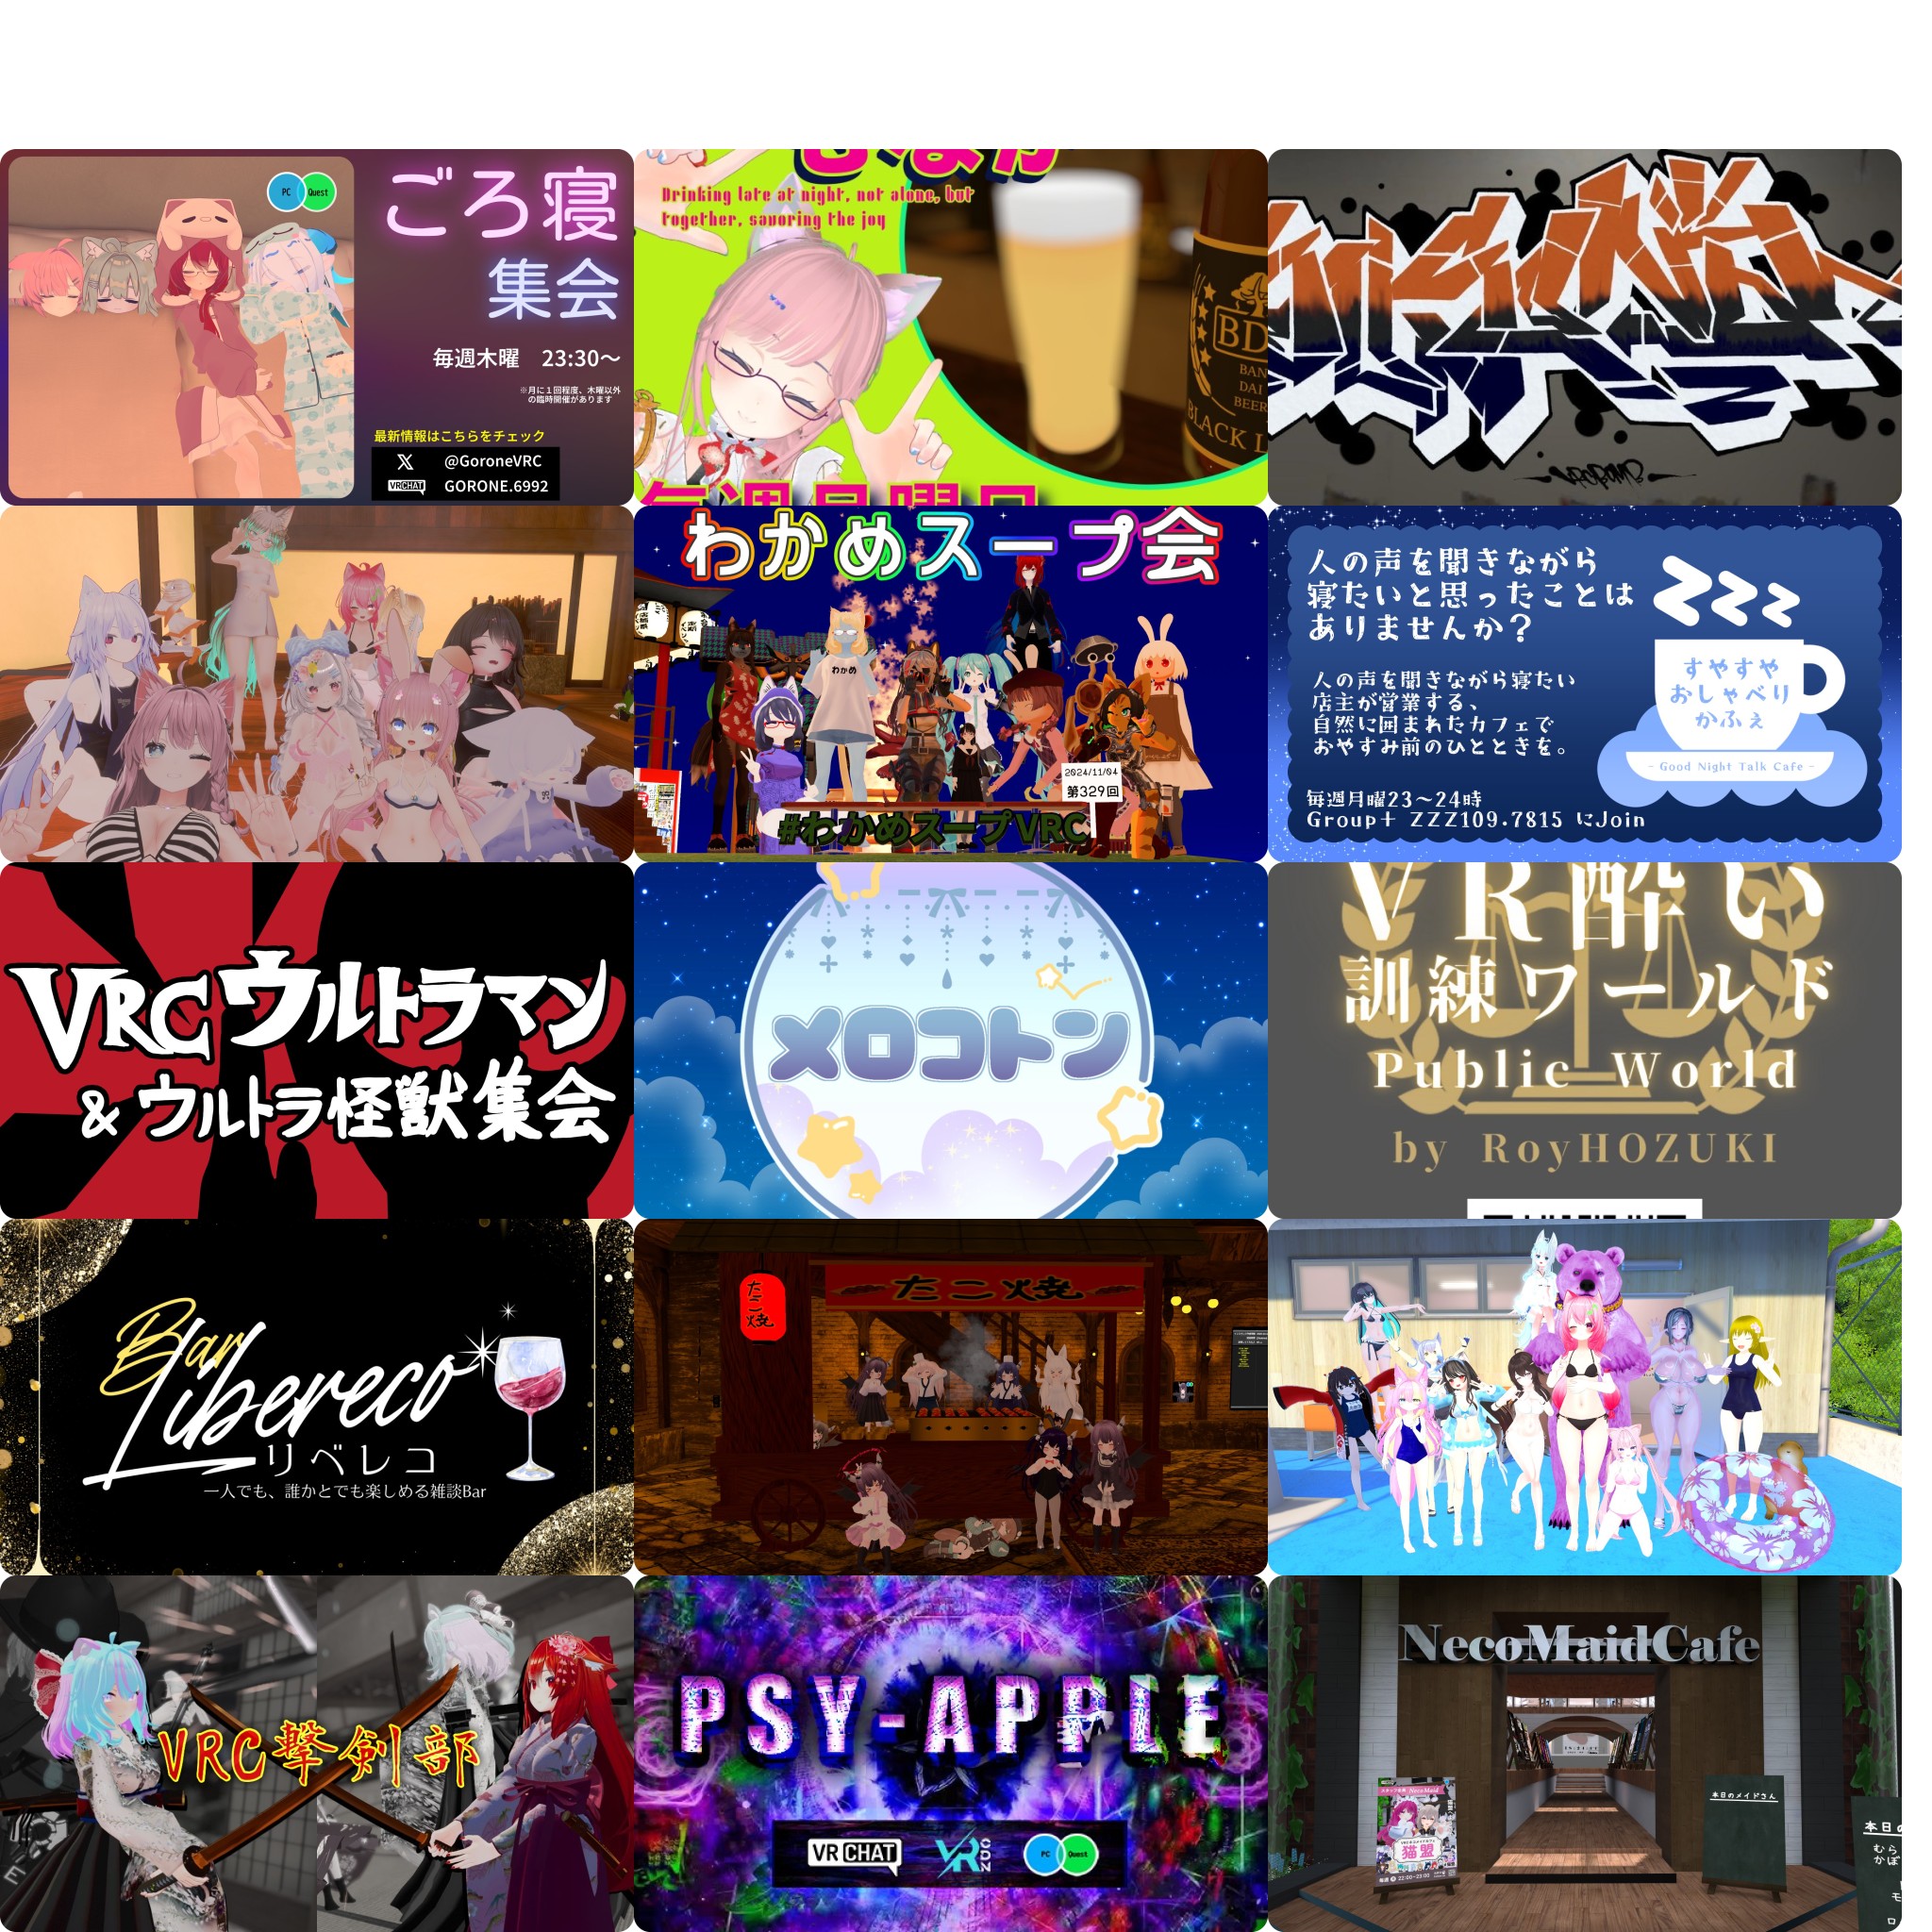 PC Quest
ごろ寝
集会
毎週木曜 23:30〜
※月に1回程度、木曜以外
の臨時開催があります
最新情報はこちらをチェック
X @GoroneVRC
VRCHAT GORONE.6992
Drinking late at night, not alone, but
together, savoring the joy
BLACK
毎週月曜日
わかめスープ会
わかめ
2024/11/04
第329回
#わかめスープVRC
人の声を聞きながら
寝たいと思ったことは
ありませんか?
人の声を聞きながら寝たい
店主が営業する、
自然に囲まれたカフェで
おやすみ前のひとときを。
毎週月曜23〜24時
Group+ ZZZ109.7815 にJoin
ZZZ
すやすや
おしゃべり
かふぇ
- Good Night Talk Cafe -
VRCウルトラマン
&ウルトラ怪獣集会
メロコトン
VR酔い
訓練ワールド
Public World
by RoyHOZUKI
Bar
Libereco
リベレコ
一人でも、誰かとでも楽しめる雑談Bar
たこ焼
たこ焼
VRC撃剣部
PSY-APPLE
VRCHAT
PC Quest
NecoMaidCafe
猫盟
本日のメイドさん